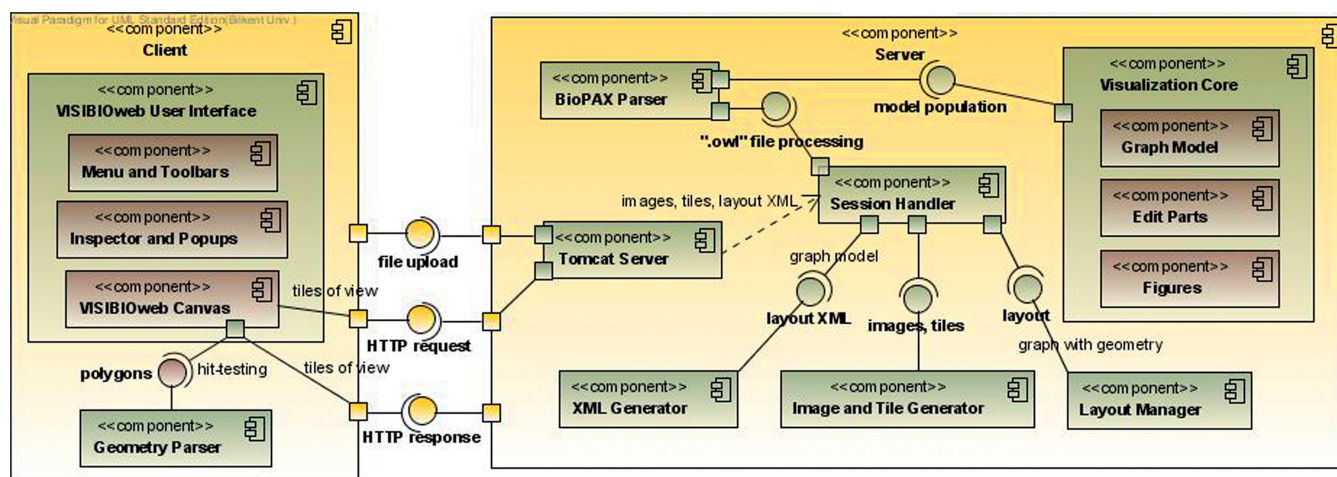 isual Paradigm for UML Standard Edition(Bilkent Univ.)
<<component>>
Client
<<component>>
VISIBIOweb User Interface
<<component>>
Menu and Toolbars
<<component>>
Inspector and Popups
<<component>>
VISIBIOweb Canvas
tiles of view
polygons
hit-testing
tiles of view
<<component>>
Geometry Parser
file upload
HTTP request
HTTP response
<<component>>
Server
<<component>>
BioPAX Parser
model population
".owl" file processing
<<component>>
Visualization Core
<<component>>
Graph Model
<<component>>
Edit Parts
<<component>>
Figures
<<component>>
Session Handler
images, tiles, layout XML
<<component>>
Tomcat Server
graph model
layout XML
images, tiles
layout
graph with geometry
<<component>>
XML Generator
<<component>>
Image and Tile Generator
<<component>>
Layout Manager